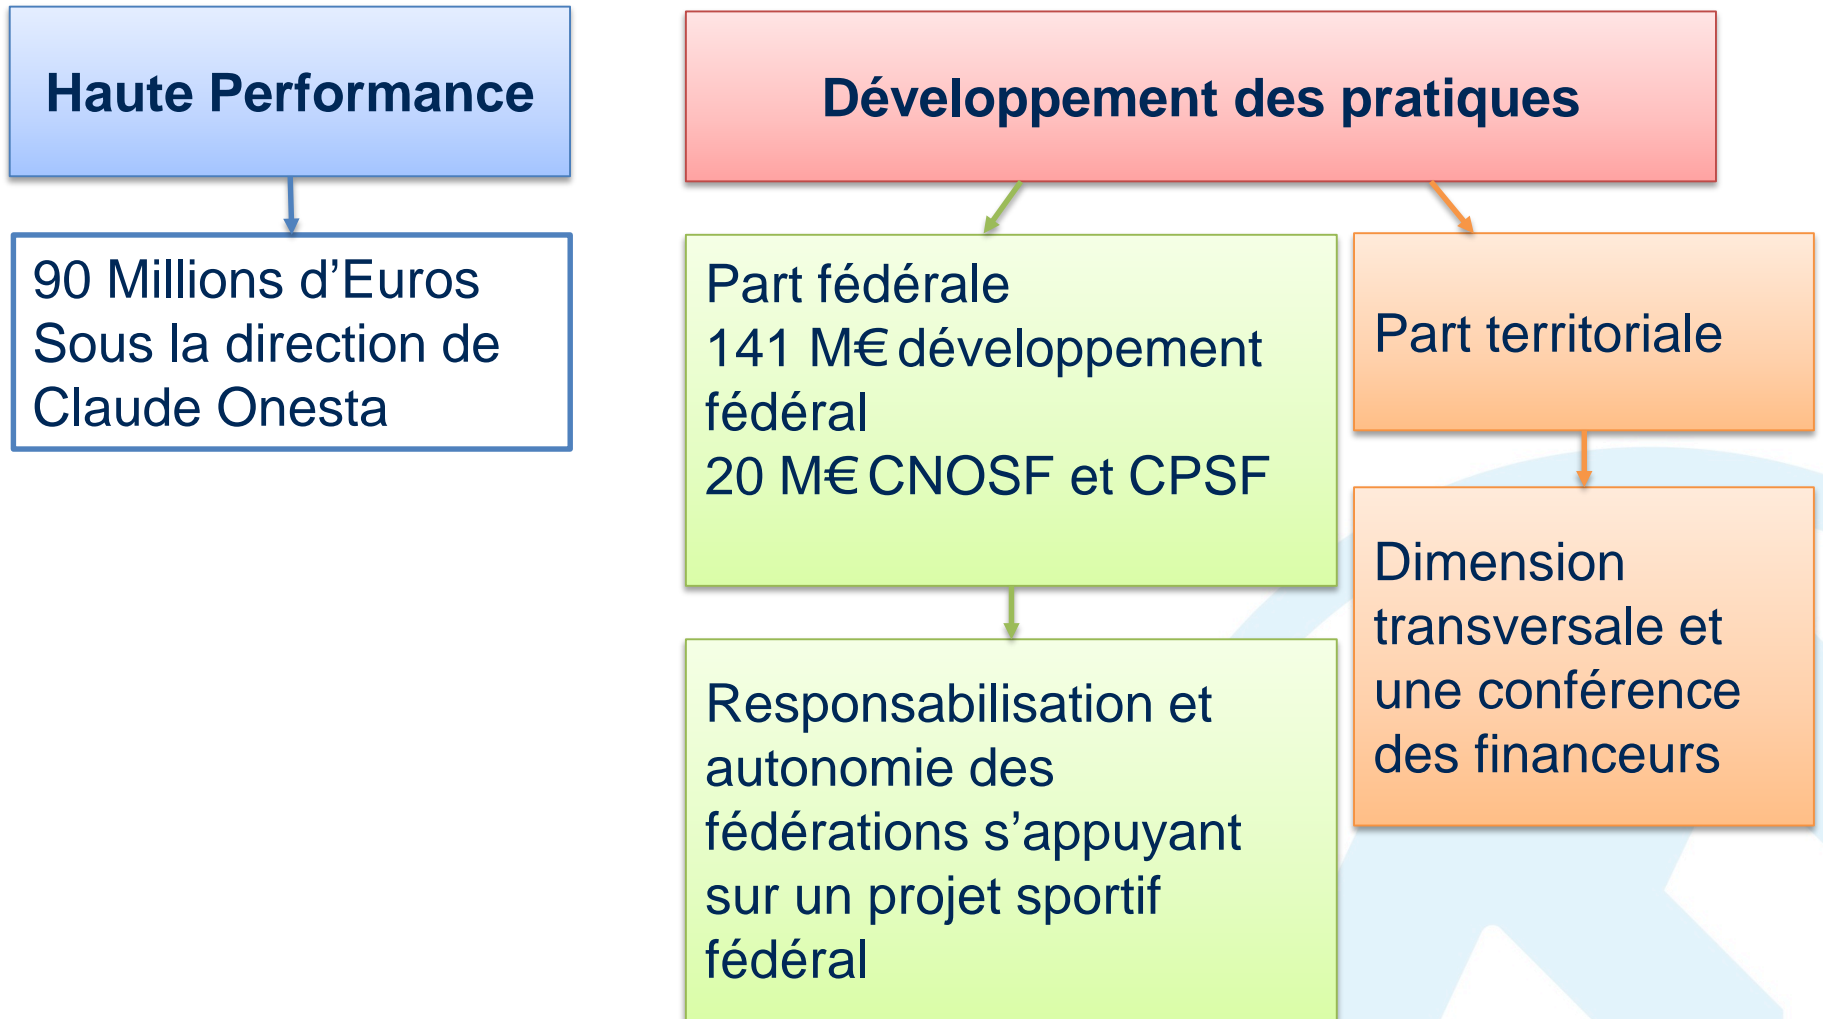 Haute Performance
90 Millions d’Euros
Sous la direction de
Claude Onesta
Développement des pratiques
Part fédérale
141 M€ développement
fédéral
20 M€ CNOSF et CPSF
Responsabilisation et
autonomie des
fédérations s’appuyant
sur un projet sportif
fédéral
Part territoriale
Dimension
transversale et
une conférence
des financeurs